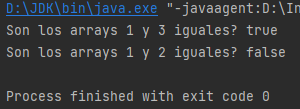 D:\JDK\bin\java.exe "-javaagent:D:\In
Son los arrays 1 y 3 iguales? true
Son los arrays 1 y 2 iguales? false
Process finished with exit code 0